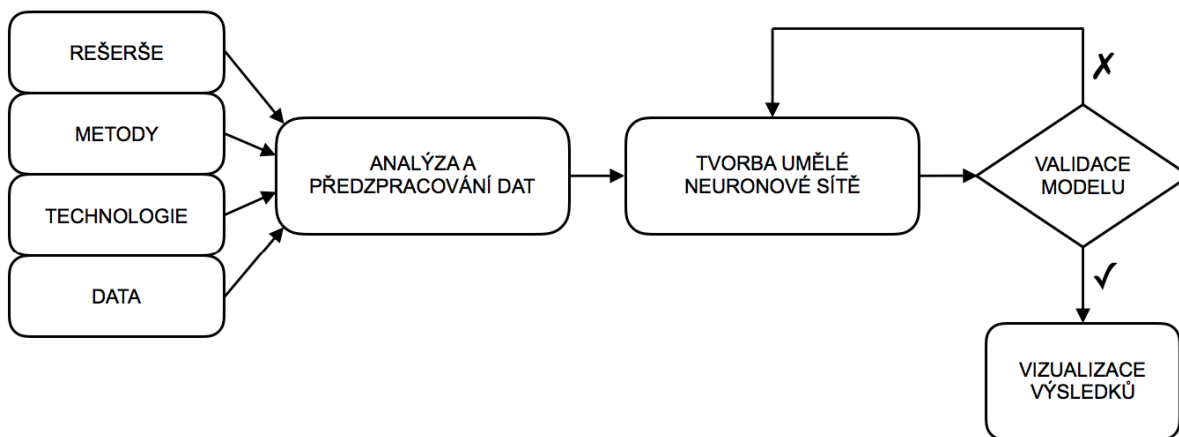 REŠERŠE
METODY
TECHNOLOGIE
DATA
ANALÝZA A
PŘEDZPRACOVÁNÍ DAT
TVORBA UMĚLÉ
NEURONOVÉ SÍTĚ
✗
VALIDACE
MODELU
✓
VIZUALIZACE
VÝSLEDKŮ